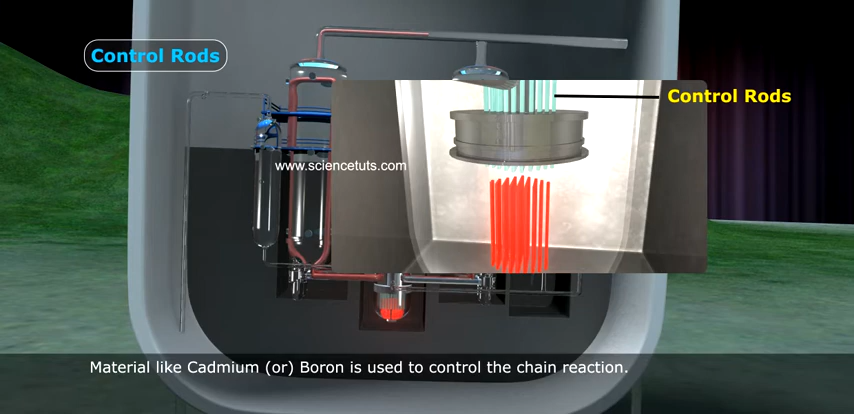 Control Rods
Control Rods
www.sciencetuts.com
Material like Cadmium (or) Boron is used to control the chain reaction.